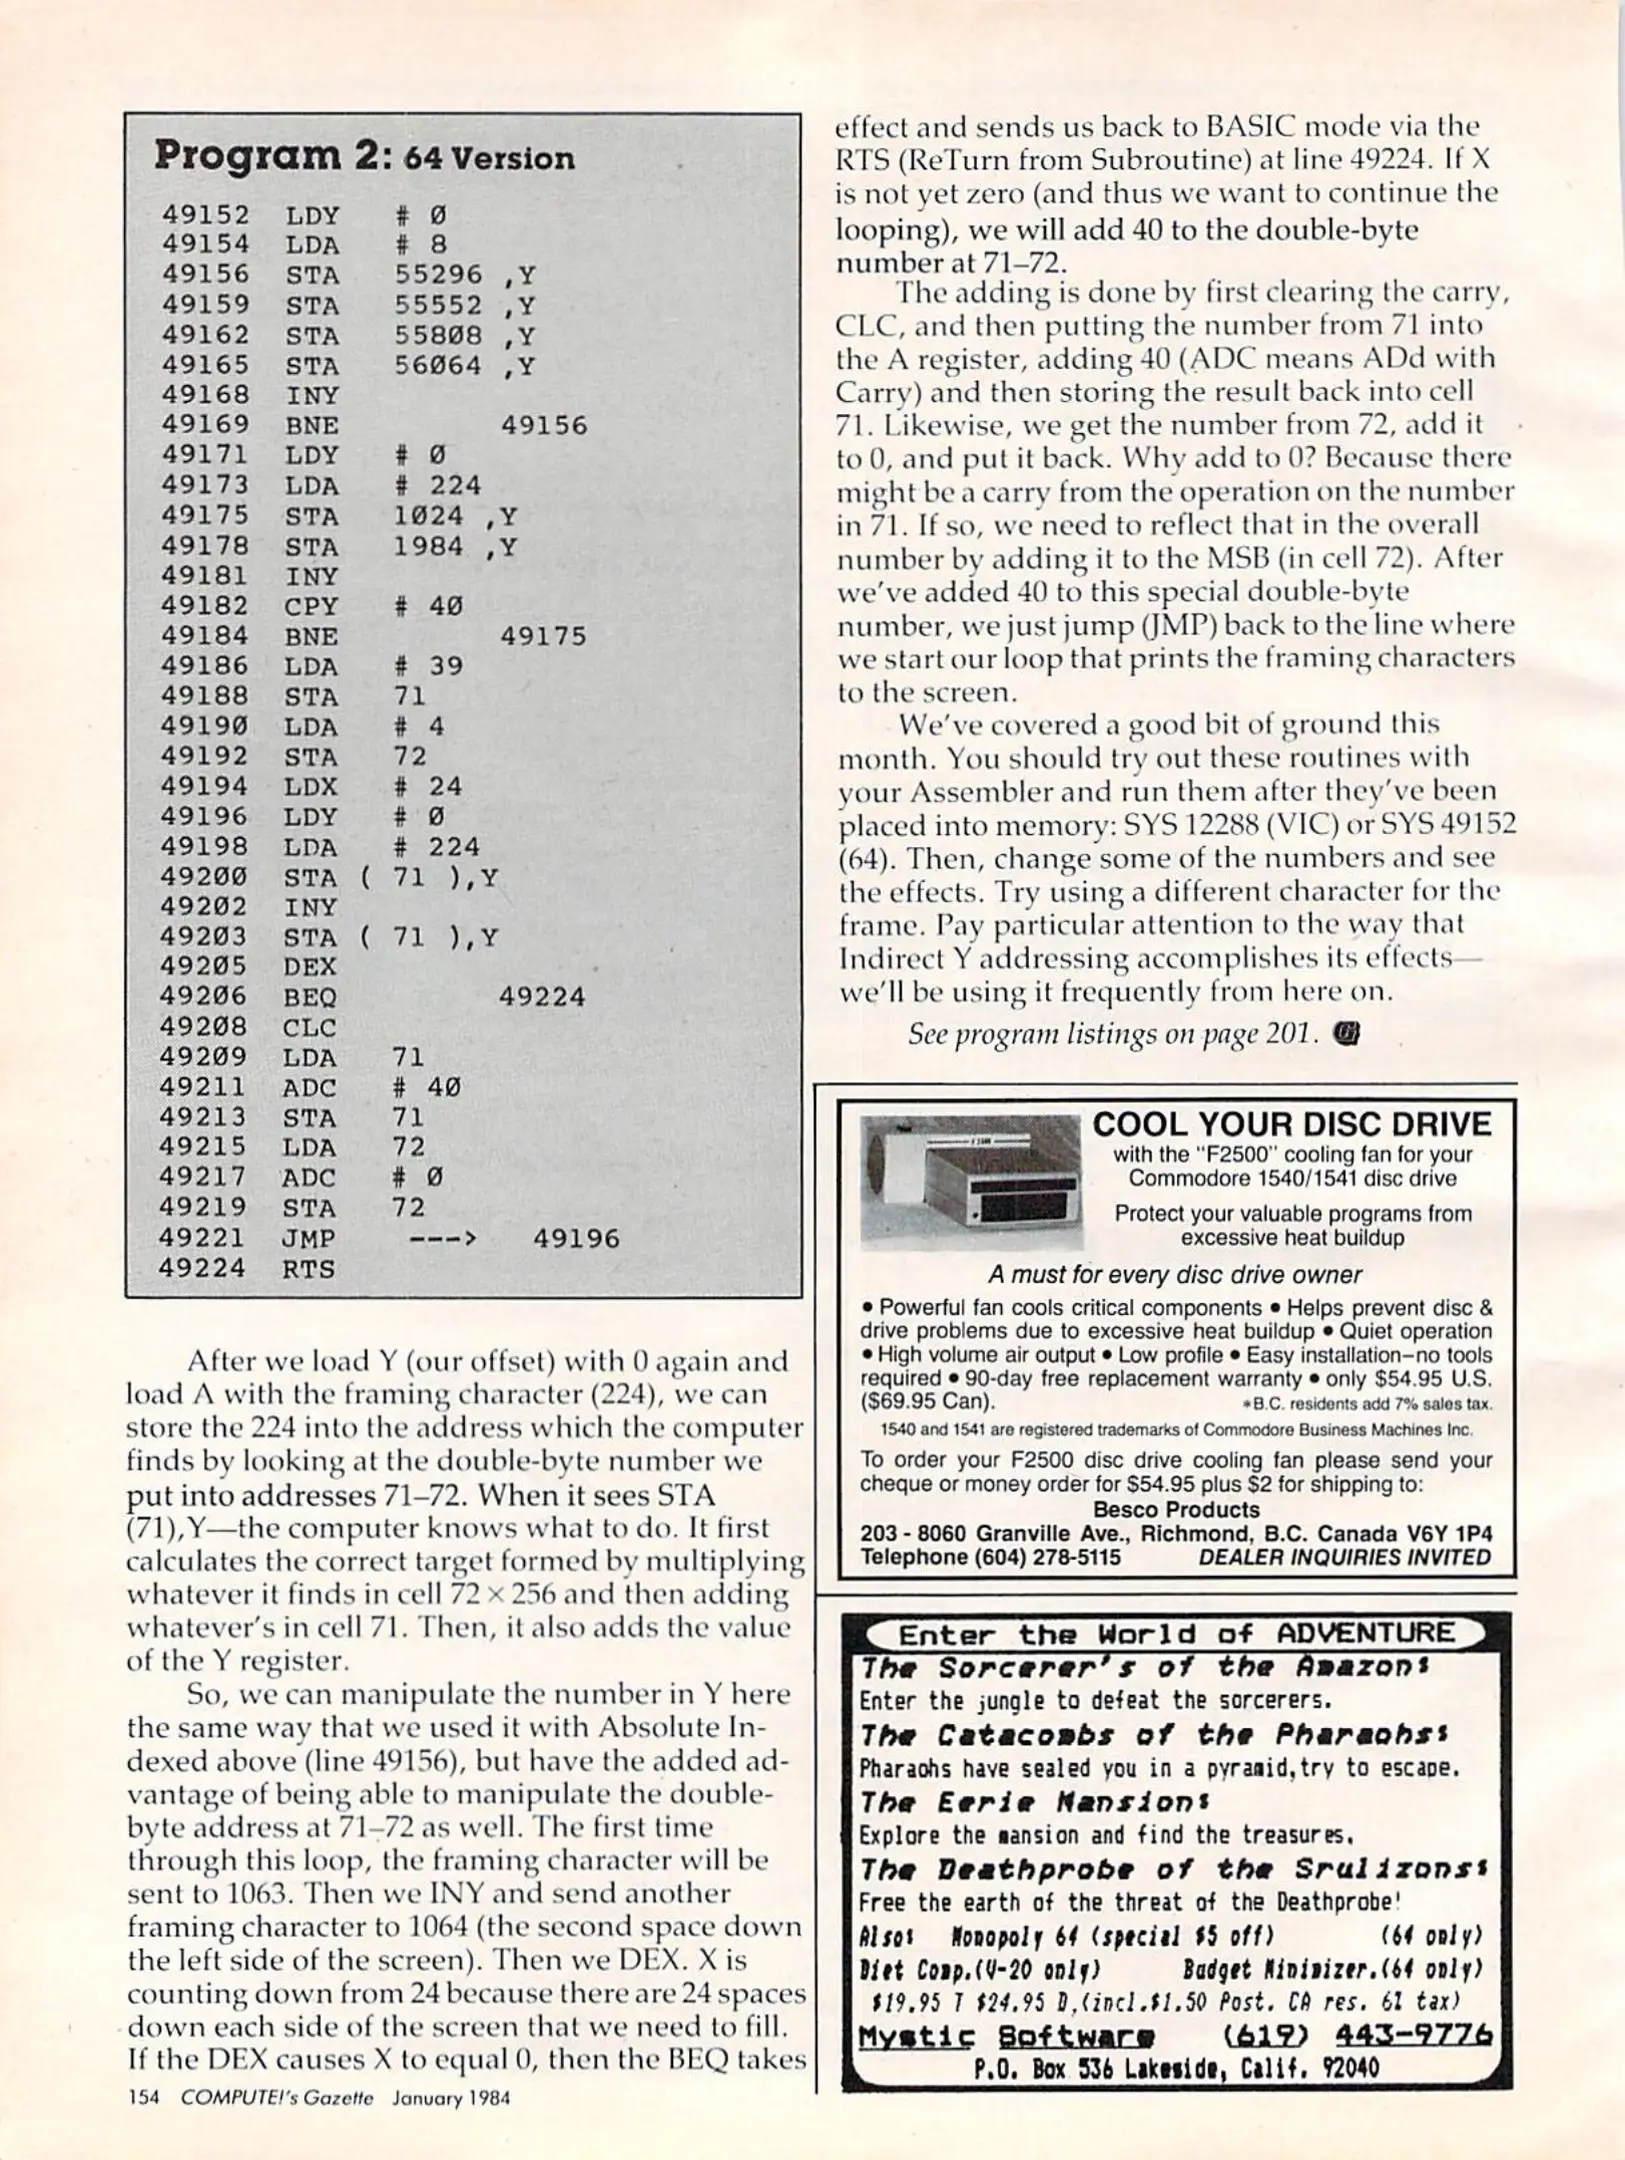 Program 2: 64 Version
49152 LDY # 0
49154 LDA # 8
49156 STA 55296 ,Y
49159 STA 55552 ,Y
49162 STA 55808 ,Y
49165 STA 56064 ,Y
49168 INY
49169 BNE 49156
49171 LDY # 0
49173 LDA # 224
49175 STA 1024 ,Y
49178 STA 1984 ,Y
49181 INY
49182 CPY # 40
49184 BNE 49175
49186 LDA # 39
49188 STA 71
49190 LDA # 4
49192 STA 72
49194 LDX # 24
49196 LDY # 0
49198 LDA # 224
49200 STA ( 71 ),Y
49202 INY
49203 STA ( 71 ),Y
49205 DEX
49206 BEQ 49224
49208 CLC
49209 LDA 71
49211 ADC # 40
49213 STA 71
49215 LDA 72
49217 ADC # 0
49219 STA 72
49221 JMP ---> 49196
49224 RTS
After we load Y (our offset) with 0 again and
load A with the framing character (224), we can
store the 224 into the address which the computer
finds by looking at the double-byte number we
put into addresses 71–72. When it sees STA
(71),Y—the computer knows what to do. It first
calculates the correct target formed by multiplying
whatever it finds in cell 72 × 256 and then adding
whatever's in cell 71. Then, it also adds the value
of the Y register.
So, we can manipulate the number in Y here
the same way that we used it with Absolute In-
dexed above (line 49156), but have the added ad-
vantage of being able to manipulate the double-
byte address at 71–72 as well. The first time
through this loop, the framing character will be
sent to 1063. Then we INY and send another
framing character to 1064 (the second space down
the left side of the screen). Then we DEX. X is
counting down from 24 because there are 24 spaces
down each side of the screen that we need to fill.
If the DEX causes X to equal 0, then the BEQ takes
effect and sends us back to BASIC mode via the
RTS (ReTurn from Subroutine) at line 49224. If X
is not yet zero (and thus we want to continue the
looping), we will add 40 to the double-byte
number at 71–72.
The adding is done by first clearing the carry,
CLC, and then putting the number from 71 into
the A register, adding 40 (ADC means ADd with
Carry) and then storing the result back into cell
71. Likewise, we get the number from 72, add it
to 0, and put it back. Why add to 0? Because there
might be a carry from the operation on the number
in 71. If so, we need to reflect that in the overall
number by adding it to the MSB (in cell 72). After
we've added 40 to this special double-byte
number, we just jump (JMP) back to the line where
we start our loop that prints the framing characters
to the screen.
We've covered a good bit of ground this
month. You should try out these routines with
your Assembler and run them after they've been
placed into memory: SYS 12288 (VIC) or SYS 49152
(64). Then, change some of the numbers and see
the effects. Try using a different character for the
frame. Pay particular attention to the way that
Indirect Y addressing accomplishes its effects—
we'll be using it frequently from here on.
See program listings on page 201. G
COOL YOUR DISC DRIVE
with the "F2500" cooling fan for your
Commodore 1540/1541 disc drive
Protect your valuable programs from
excessive heat buildup
A must for every disc drive owner
• Powerful fan cools critical components • Helps prevent disc &
drive problems due to excessive heat buildup • Quiet operation
• High volume air output • Low profile • Easy installation–no tools
required • 90-day free replacement warranty • only $54.95 U.S.
($69.95 Can). *B.C. residents add 7% sales tax.
1540 and 1541 are registered trademarks of Commodore Business Machines Inc.
To order your F2500 disc drive cooling fan please send your
cheque or money order for $54.95 plus $2 for shipping to:
Besco Products
203 - 8060 Granville Ave., Richmond, B.C. Canada V6Y 1P4
Telephone (604) 278-5115 DEALER INQUIRIES INVITED
Enter the World of ADVENTURE
The Sorcerer's of the Amazon:
Enter the jungle to defeat the sorcerers.
The Catacombs of the Pharaohs:
Pharaohs have sealed you in a pyramid,try to escape.
The Eerie Mansion:
Explore the mansion and find the treasures.
The Deathprobe of the Srulizons:
Free the earth of the threat of the Deathprobe!
Also: Monopoly 64 (special $5 off) (64 only)
Diet Comp.(V-20 only) Budget Minimizer.(64 only)
$19.95 T $24.95 D,(incl.$1.50 Post. CA res. 6% tax)
Mystic Software (619) 443-9776
P.O. Box 536 Lakeside, Calif. 92040
154 COMPUTE!'s Gazette January 1984